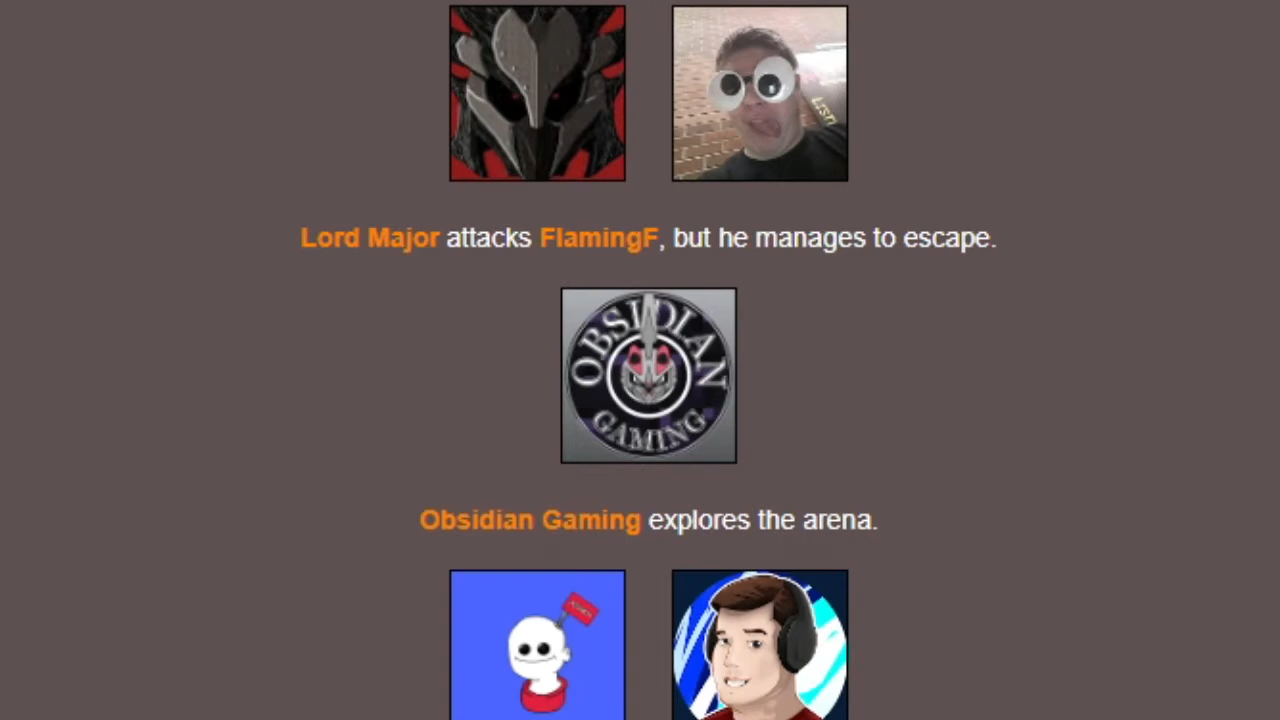 Lord Major attacks FlamingF, but he manages to escape.
OBSIDIAN
GAMING
Obsidian Gaming explores the arena.